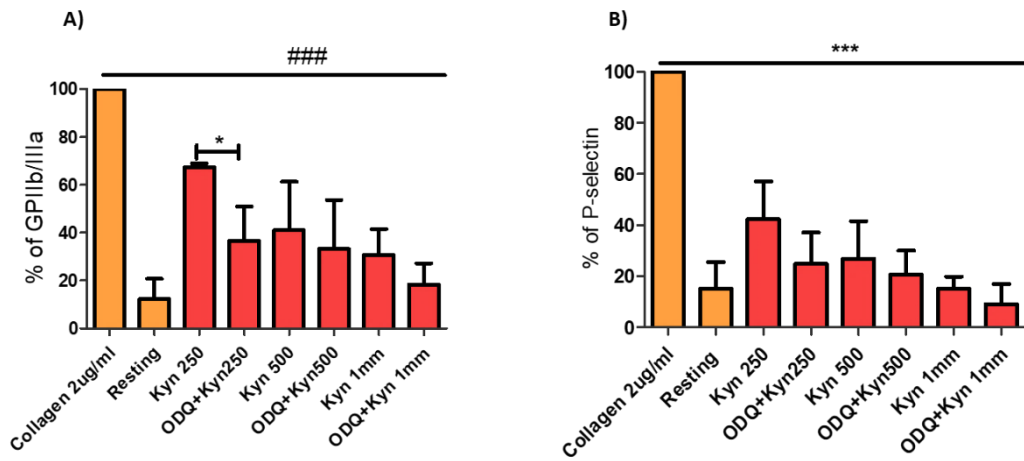 A)
###
% of GPIIb/IIIa
100
80
60
40
20
0
*
Collagen 2ug/ml
Resting
Kyn 250
ODQ+Kyn250
Kyn 500
ODQ+Kyn500
Kyn 1mm
ODQ+Kyn 1mm
B)
***
% of P-selectin
100
80
60
40
20
0
Collagen 2ug/ml
Resting
Kyn 250
ODQ+Kyn250
Kyn 500
ODQ+Kyn500
Kyn 1mm
ODQ+Kyn 1mm